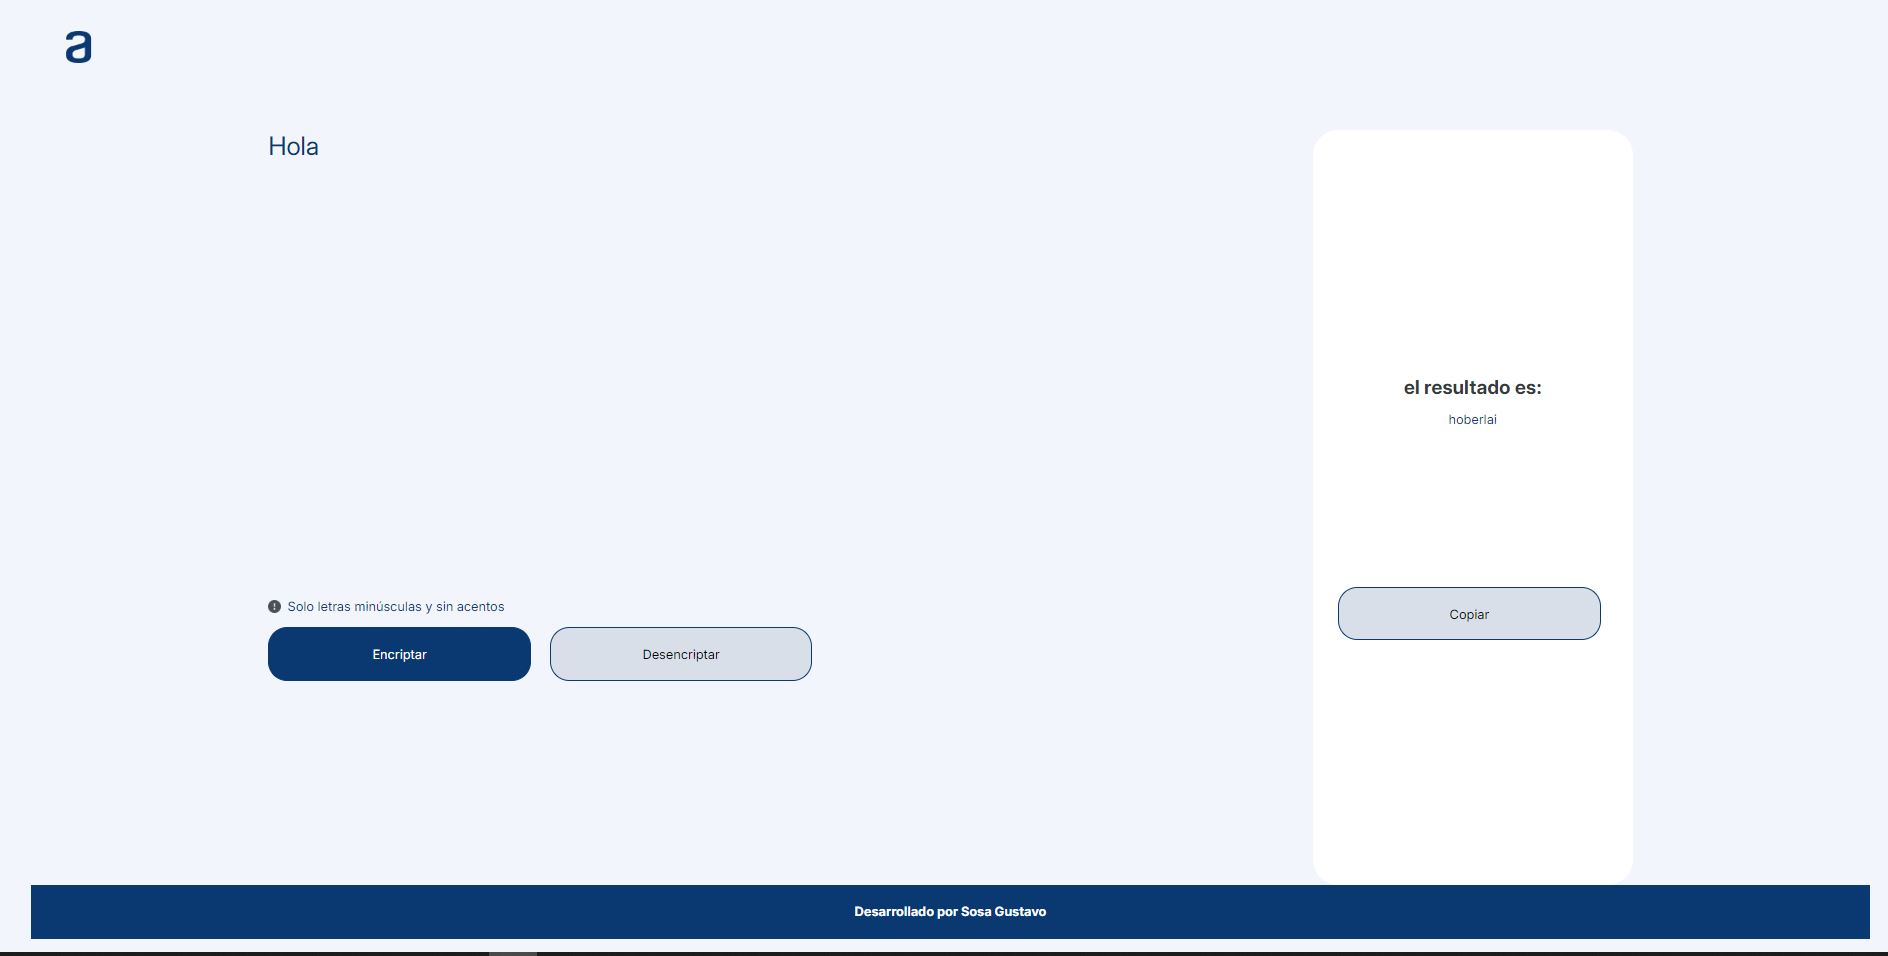 a
Hola
el resultado es:
hoberlai
Copiar
Solo letras minúsculas y sin acentos
Encriptar
Desencriptar
Desarrollado por Sosa Gustavo